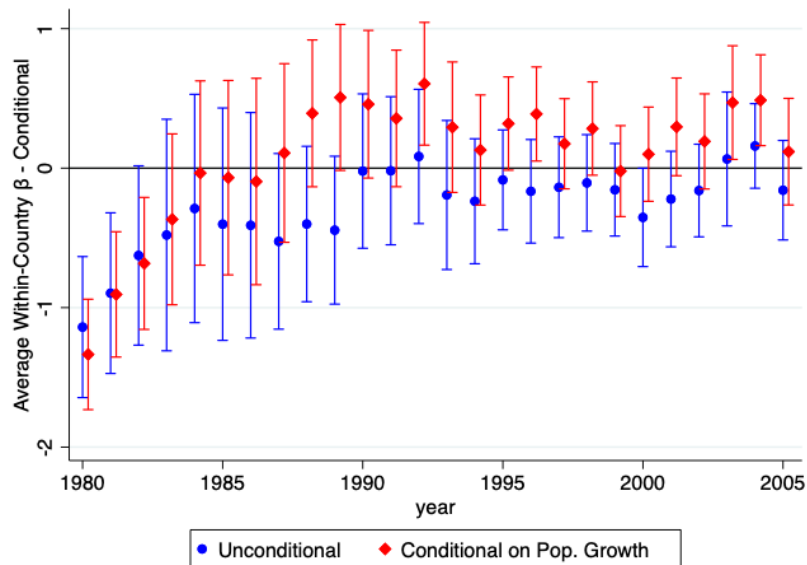 Average Within-Country β - Conditional
1
0
-1
-2
1980
1985
1990
1995
2000
2005
year
Unconditional
Conditional on Pop. Growth